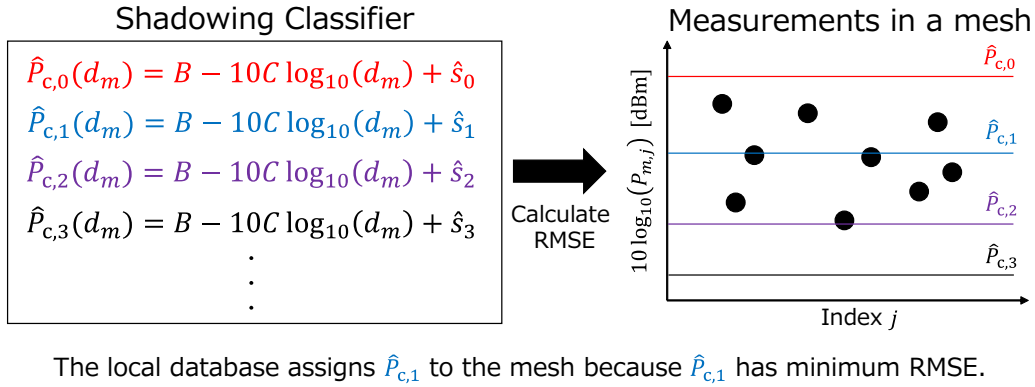 Shadowing Classifier
P̂c,0(dm) = B − 10C log10(dm) + ŝ0
P̂c,1(dm) = B − 10C log10(dm) + ŝ1
P̂c,2(dm) = B − 10C log10(dm) + ŝ2
P̂c,3(dm) = B − 10C log10(dm) + ŝ3
.
.
.
Calculate
RMSE
Measurements in a mesh
10 log10(Pm,j) [dBm]
P̂c,0
P̂c,1
P̂c,2
P̂c,3
Index j
The local database assigns P̂c,1 to the mesh because P̂c,1 has minimum RMSE.